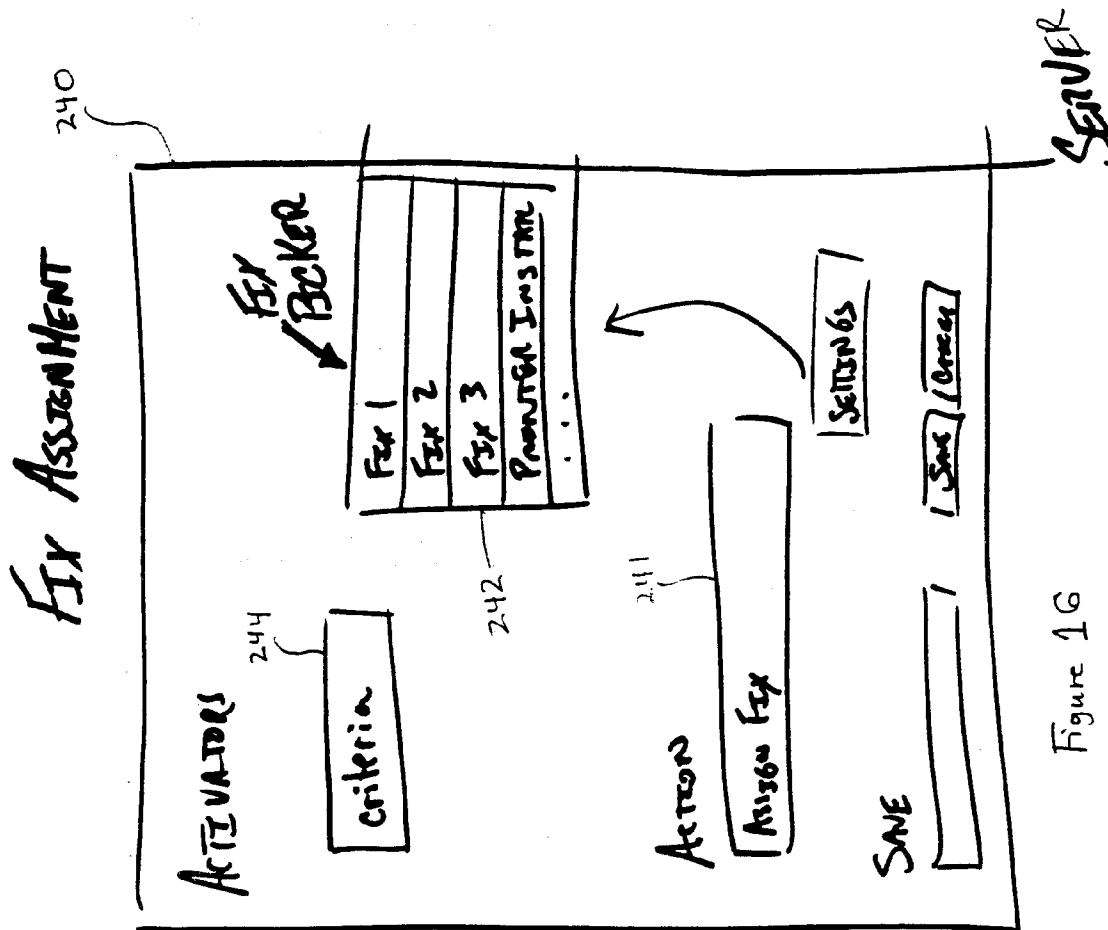 FIX ASSIGNMENT
240
ACTIVATORS
244
criteria
FIX
PICKER
FIX 1
FIX 2
FIX 3
PRINTER INSTALL
...
242
ACTION
241
ASSIGN FIX
SETTINGS
SAVE
SAVE
CANCEL
SERVER
Figure 16